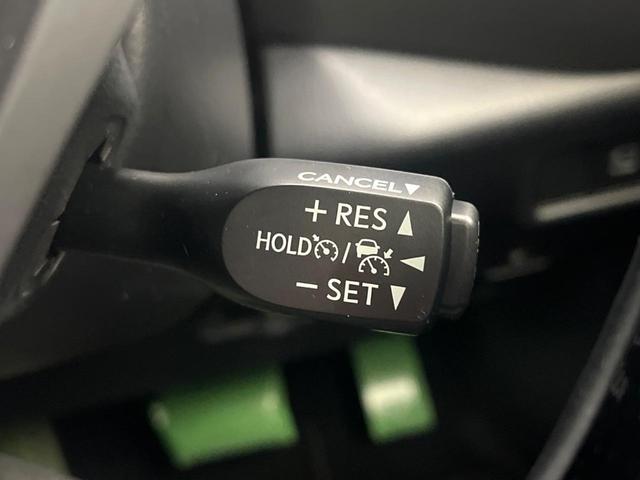 CANCEL▼
+ RES ▲
HOLD / ◀
− SET ▼